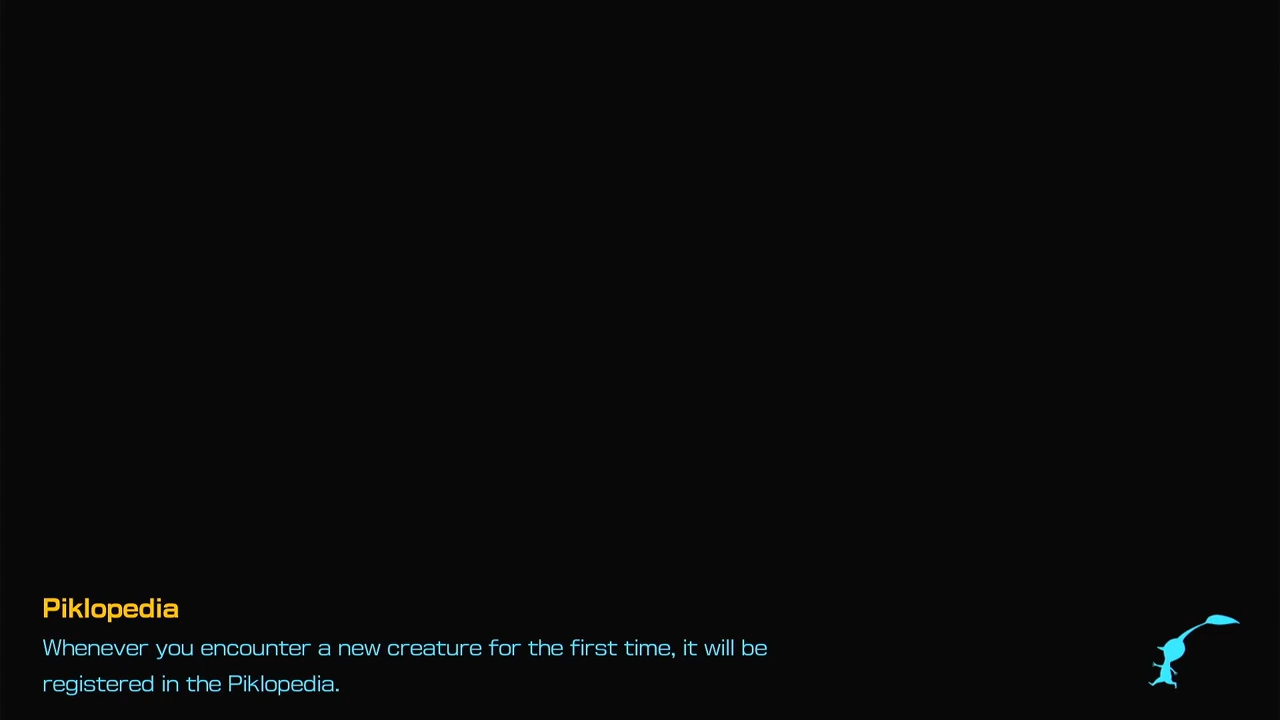 Piklopedia
Whenever you encounter a new creature for the first time, it will be
registered in the Piklopedia.